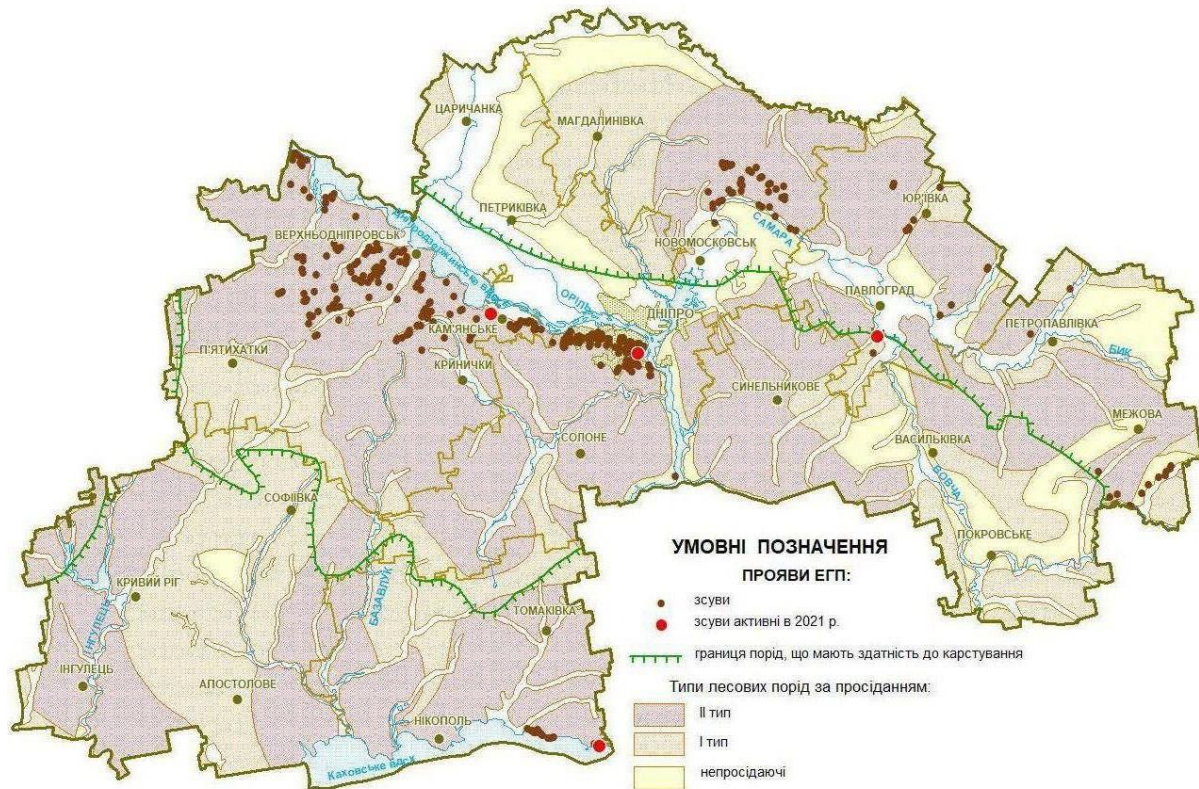 ЦАРИЧАНКА
МАГДАЛИНІВКА
ЮР'ЇВКА
ПЕТРИКІВКА
САМАРА
ВЕРХНЬОДНІПРОВСЬК
НОВОМОСКОВСЬК
ОРІЛЬ
ПАВЛОГРАД
ДНІПРО
КАМ'ЯНСЬКЕ
ПЕТРОПАВЛІВКА
БИК
П'ЯТИХАТКИ
КРИНИЧКИ
СИНЕЛЬНИКОВЕ
МЕЖОВА
СОЛОНЕ
ВАСИЛЬКІВКА
ВОВЧА
СОФІЇВКА
ПОКРОВСЬКЕ
КРИВИЙ РІГ
БАЗАВЛУК
ТОМАКІВКА
ІНГУЛЕЦЬ
ІНГУЛЕЦЬ
АПОСТОЛОВЕ
НІКОПОЛЬ
Каховське вдсх
УМОВНІ ПОЗНАЧЕННЯ
ПРОЯВИ ЕГП:
зсуви
зсуви активні в 2021 р.
границя порід, що мають здатність до карстування
Типи лесових порід за просіданням:
ІІ тип
І тип
непросідаючі